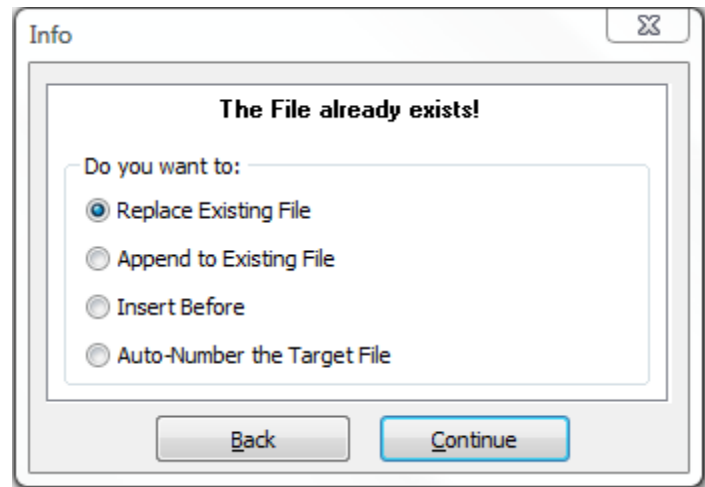 Info
The File already exists!
Do you want to:
Replace Existing File
Append to Existing File
Insert Before
Auto-Number the Target File
Back
Continue